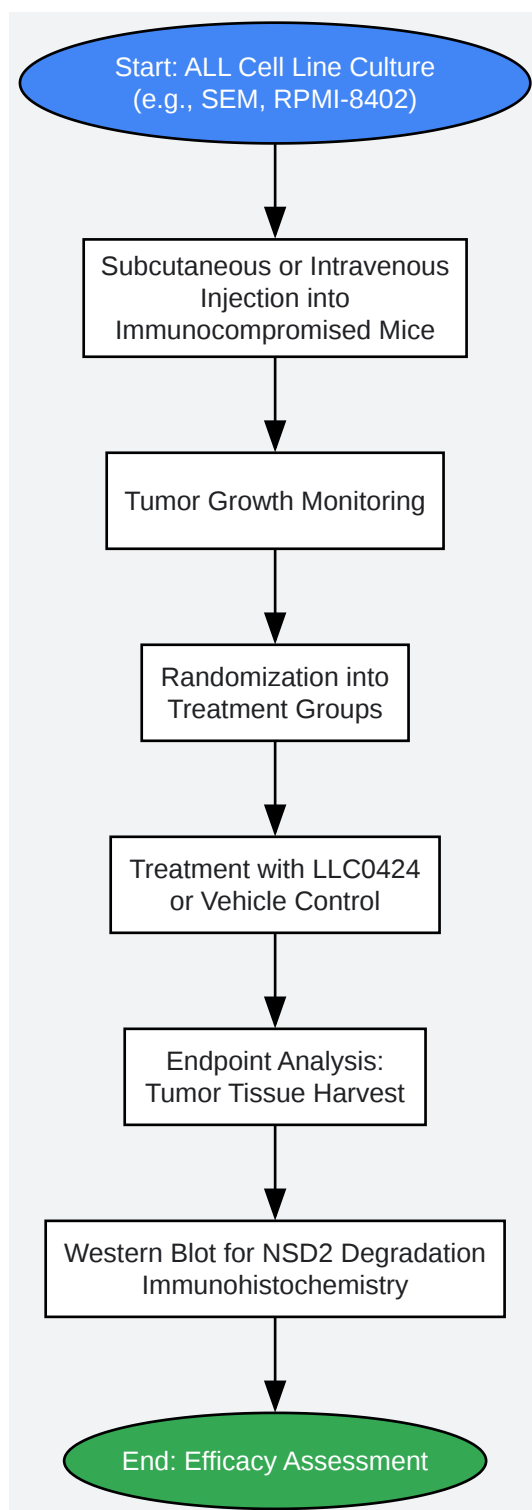 Start: ALL Cell Line Culture
(e.g., SEM, RPMI-8402)
Subcutaneous or Intravenous
Injection into
Immunocompromised Mice
Tumor Growth Monitoring
Randomization into
Treatment Groups
Treatment with LLC0424
or Vehicle Control
Endpoint Analysis:
Tumor Tissue Harvest
Western Blot for NSD2 Degradation
Immunohistochemistry
End: Efficacy Assessment